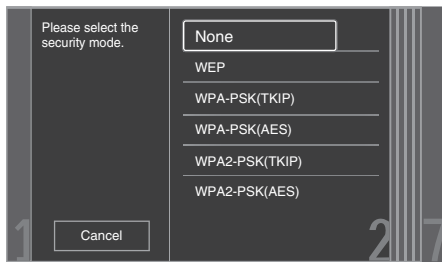 Please select the
security mode.
None
WEP
WPA-PSK(TKIP)
WPA-PSK(AES)
WPA2-PSK(TKIP)
WPA2-PSK(AES)
Cancel
1
2
7